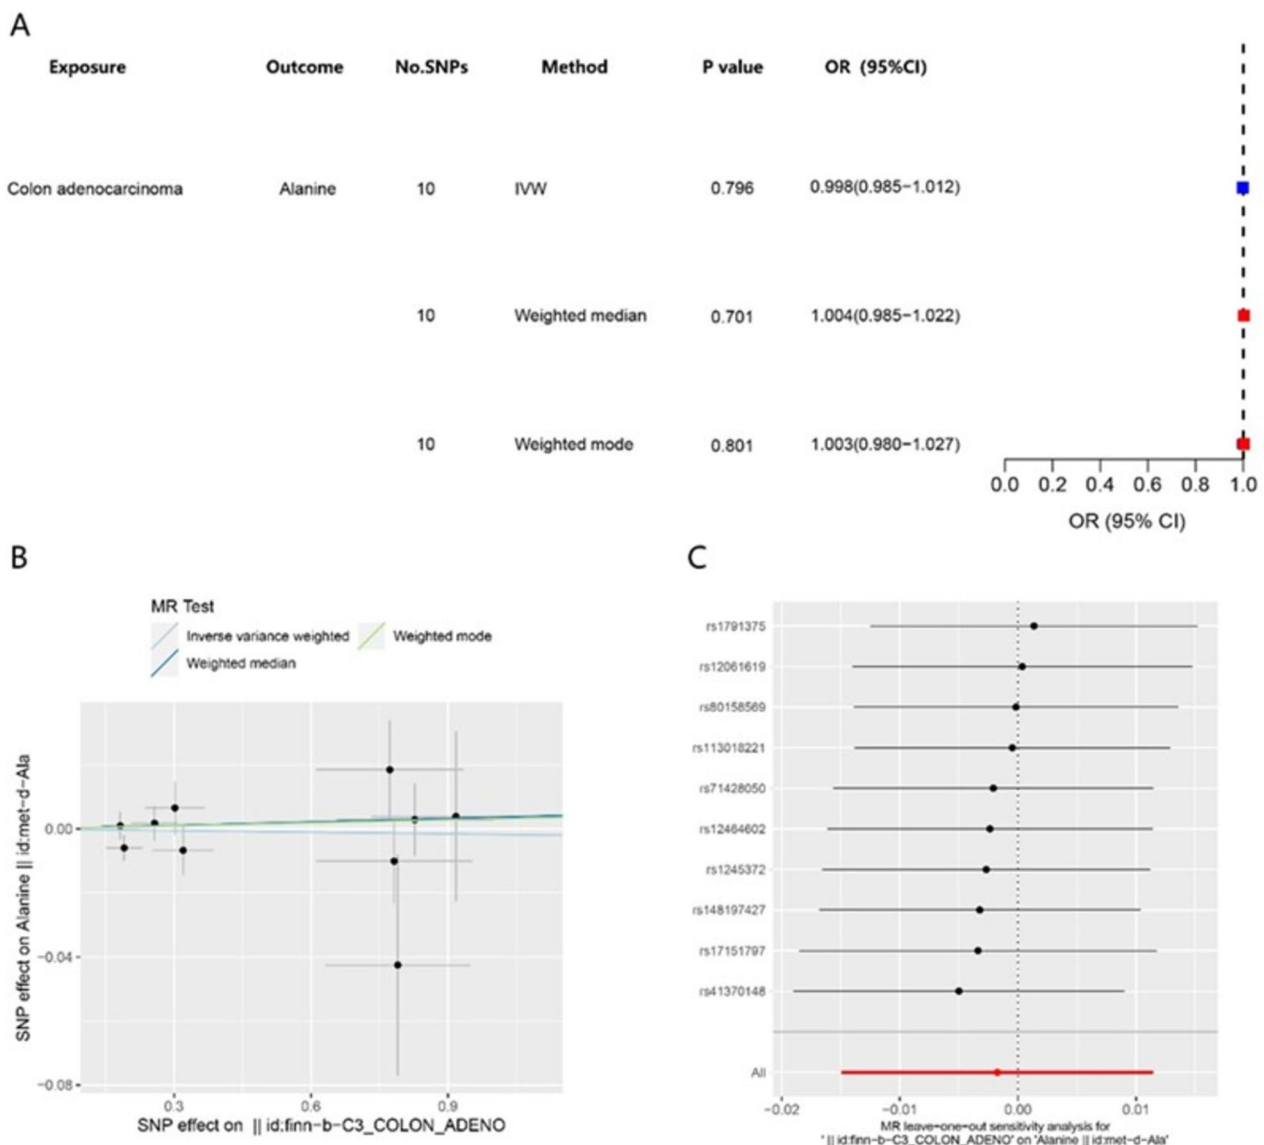 A
Exposure Outcome No.SNPs Method P value OR (95%CI)
Colon adenocarcinoma Alanine 10 IVW 0.796 0.998(0.985−1.012)
10 Weighted median 0.701 1.004(0.985−1.022)
10 Weighted mode 0.801 1.003(0.980−1.027)
0.0 0.2 0.4 0.6 0.8 1.0
OR (95% CI)
B
MR Test
Inverse variance weighted Weighted mode
Weighted median
SNP effect on Alanine || id:met−d−Ala
0.00
−0.04
−0.08
0.3 0.6 0.9
SNP effect on || id:finn−b−C3_COLON_ADENO
C
rs1791375
rs12061619
rs80158569
rs113018221
rs71428050
rs12464602
rs1245372
rs148197427
rs17151797
rs41370148
All
−0.02 −0.01 0.00 0.01
MR leave−one−out sensitivity analysis for
' || id:finn−b−C3_COLON_ADENO' on 'Alanine || id:met−d−Ala'